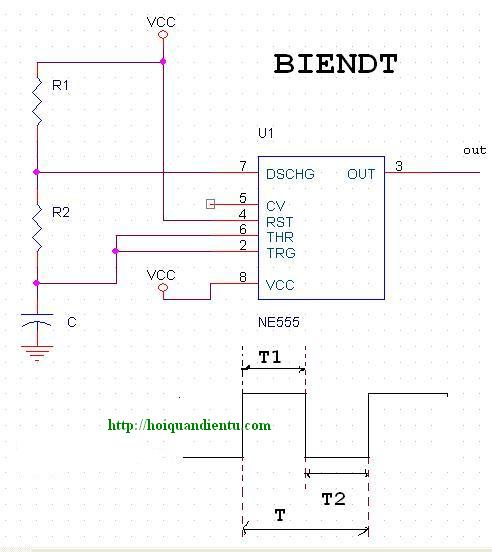 VCC
BIENDT
R1
U1
out
7
DSCHG
OUT
3
5
CV
4
RST
R2
6
THR
2
TRG
VCC
8
VCC
C
NE555
T1
http://hoiquandientu.com
T2
T